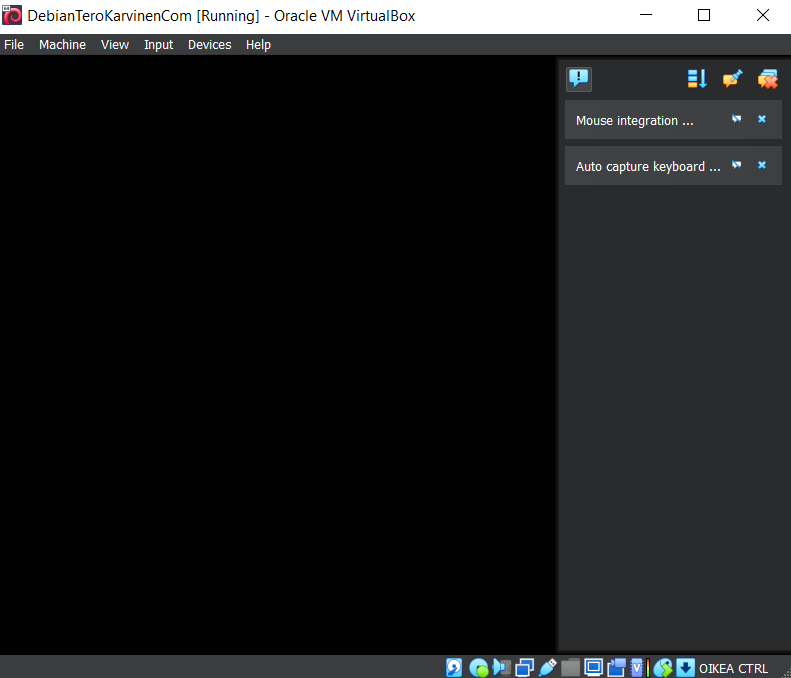 DebianTeroKarvinenCom [Running] - Oracle VM VirtualBox
File Machine View Input Devices Help
Mouse integration ...
Auto capture keyboard ...
OIKEA CTRL